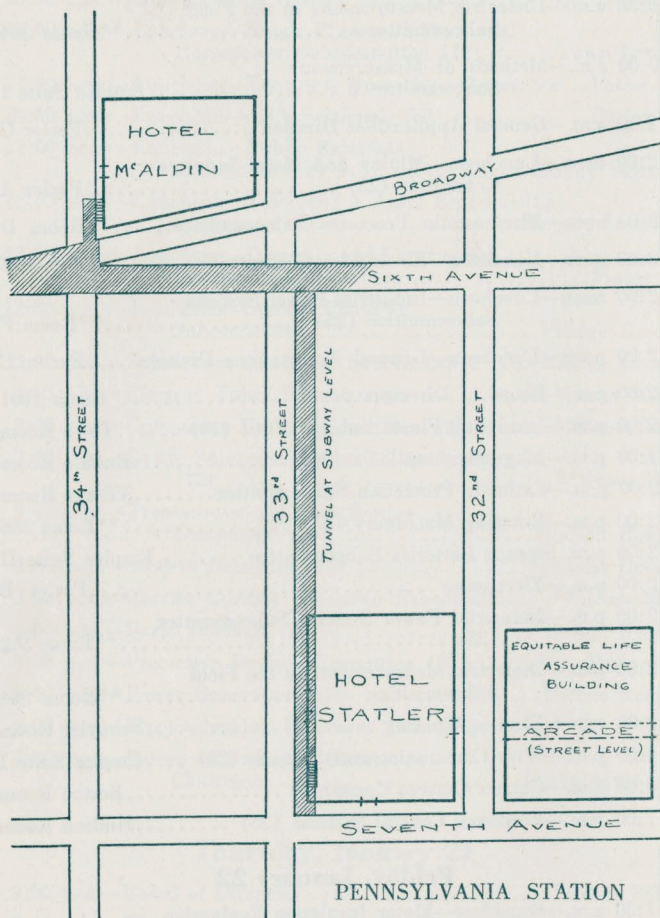 HOTEL
McALPIN
BROADWAY
SIXTH AVENUE
34th STREET
33rd STREET
TUNNEL AT SUBWAY LEVEL
32nd STREET
HOTEL
STATLER
EQUITABLE LIFE
ASSURANCE
BUILDING
ARCADE
(STREET LEVEL)
SEVENTH AVENUE
PENNSYLVANIA STATION